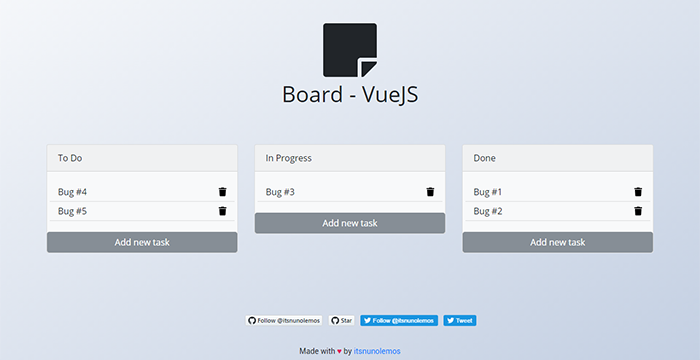 Board - VueJS
To Do
Bug #4
Bug #5
Add new task
In Progress
Bug #3
Add new task
Done
Bug #1
Bug #2
Add new task
Follow @itsnunolemos
Star
Follow @itsnunolemos
Tweet
Made with ♥ by itsnunolemos